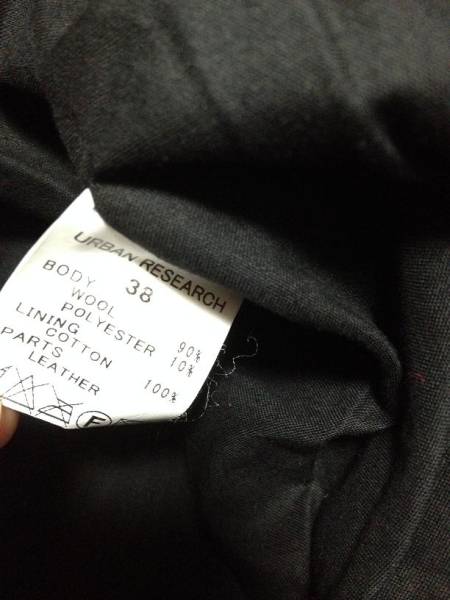 URBAN RESEARCH
38
BODY
WOOL 90%
POLYESTER 10%
LINING
COTTON 100%
PARTS
LEATHER
F